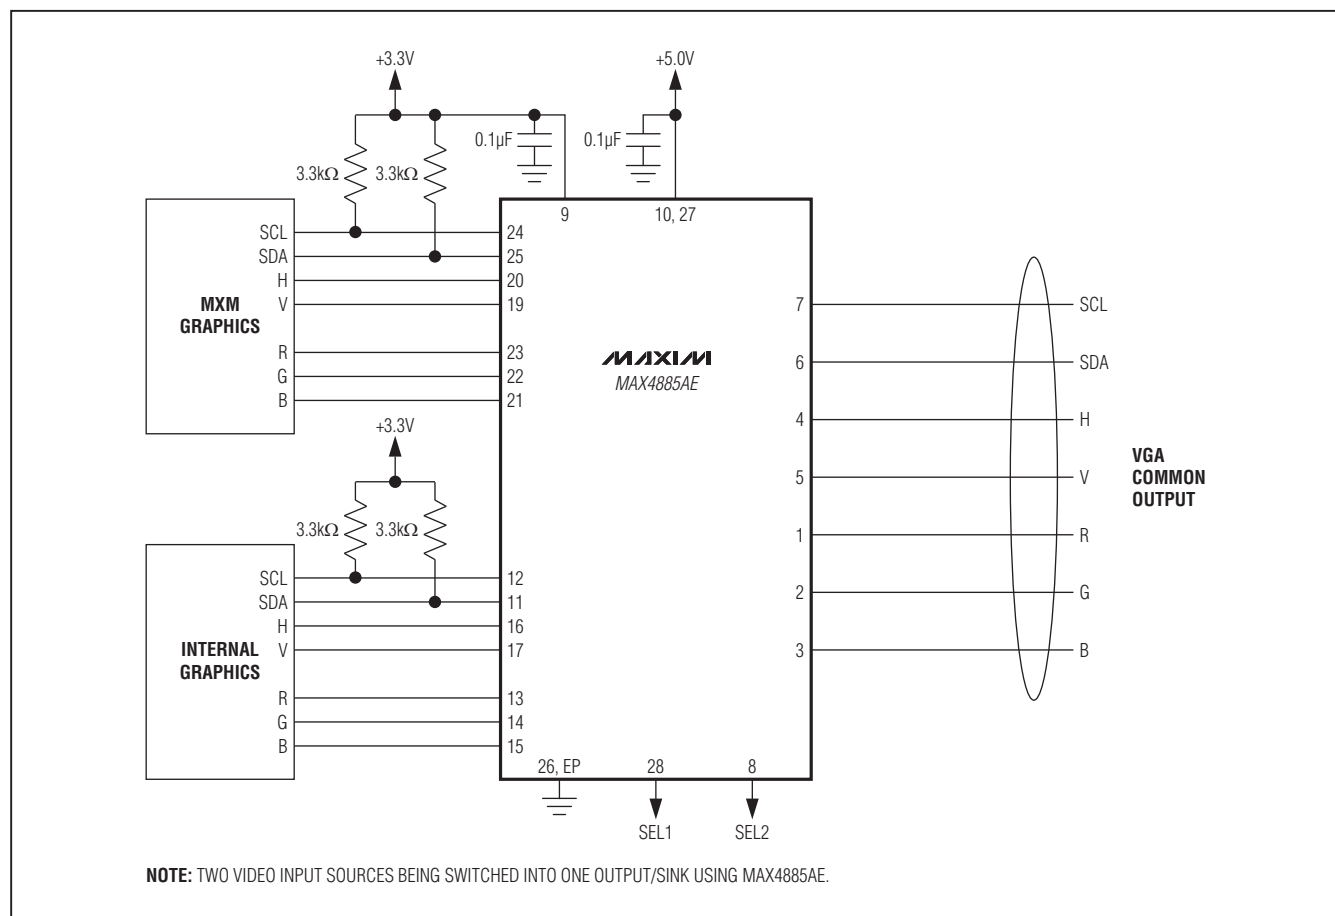 +3.3V
+5.0V
0.1µF
0.1µF
3.3kΩ
3.3kΩ
9
10, 27
SCL
24
SDA
25
H
20
V
19
MXM
GRAPHICS
R
23
G
22
B
21
MAXIM
MAX4885AE
7
SCL
6
SDA
4
H
5
V
1
R
2
G
3
B
VGA
COMMON
OUTPUT
+3.3V
3.3kΩ
3.3kΩ
SCL
12
SDA
11
H
16
V
17
INTERNAL
GRAPHICS
R
13
G
14
B
15
26, EP
28
8
SEL1
SEL2
NOTE: TWO VIDEO INPUT SOURCES BEING SWITCHED INTO ONE OUTPUT/SINK USING MAX4885AE.